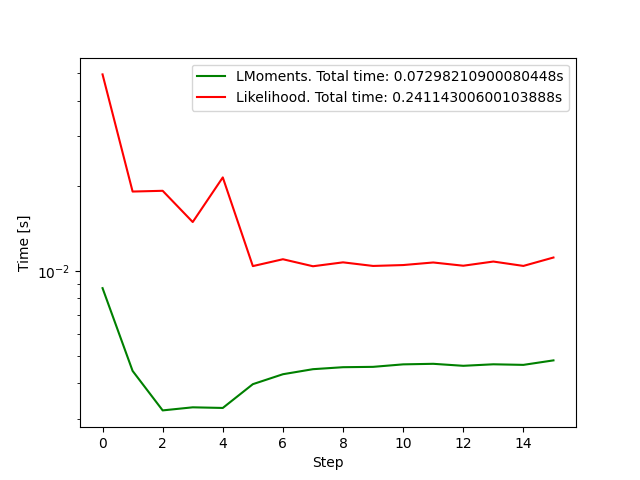 LMoments. Total time: 0.07298210900080448s
Likelihood. Total time: 0.24114300600103888s
Time [s]
10⁻²
0 2 4 6 8 10 12 14
Step